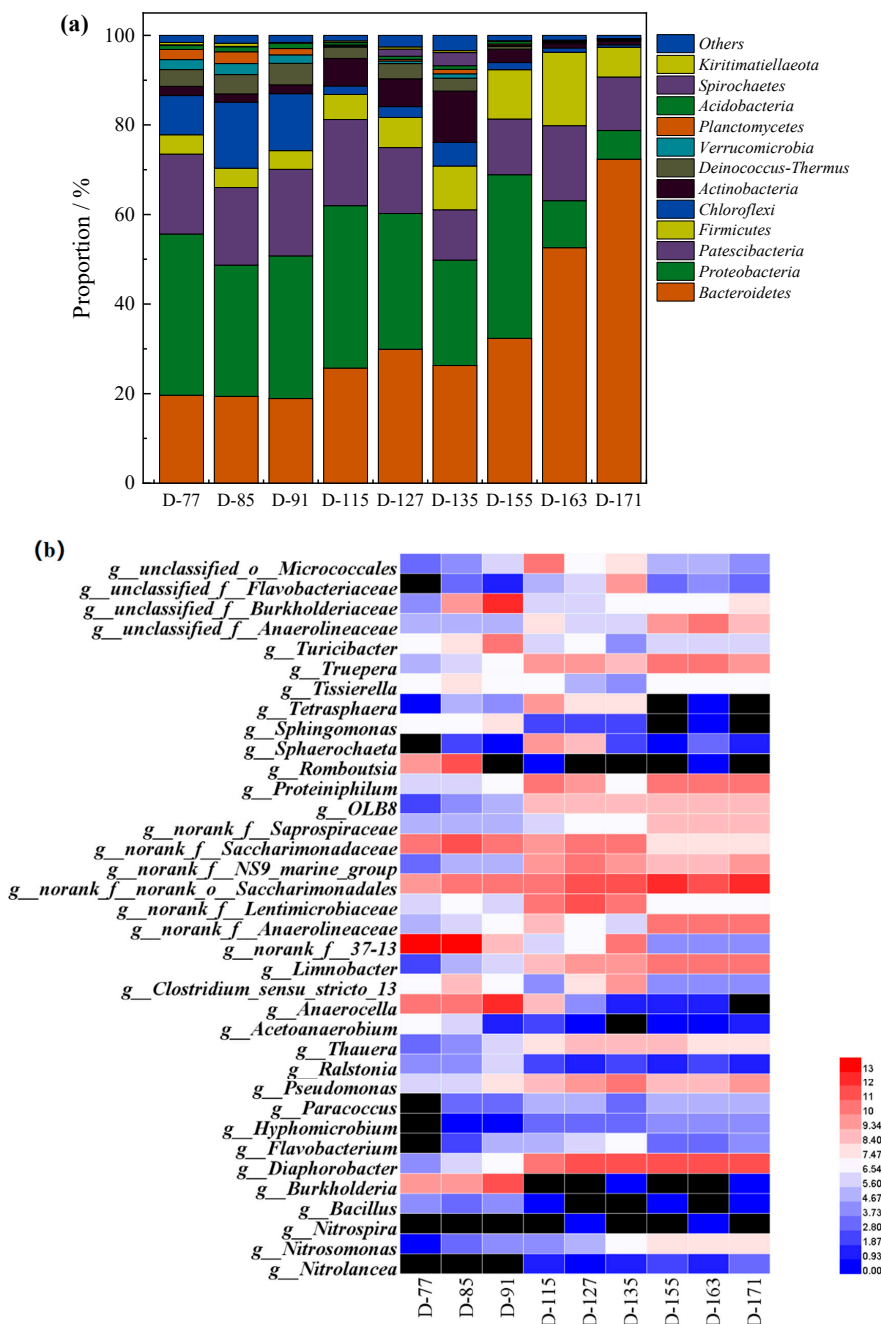 (a)
100
80
60
40
20
0
Proportion / %
D-77 D-85 D-91 D-115 D-127 D-135 D-155 D-163 D-171
Others
Kiritimatiellaeota
Spirochaetes
Acidobacteria
Planctomycetes
Verrucomicrobia
Deinococcus-Thermus
Actinobacteria
Chloroflexi
Firmicutes
Patescibacteria
Proteobacteria
Bacteroidetes
(b)
g__unclassified_o__Micrococcales
g__unclassified_f__Flavobacteriaceae
g__unclassified_f__Burkholderiaceae
g__unclassified_f__Anaerolineaceae
g__Turicibacter
g__Truepera
g__Tissierella
g__Tetrasphaera
g__Sphingomonas
g__Sphaerochaeta
g__Romboutsia
g__Proteiniphilum
g__OLB8
g__norank_f__Saprospiraceae
g__norank_f__Saccharimonadaceae
g__norank_f__NS9_marine_group
g__norank_f__norank_o__Saccharimonadales
g__norank_f__Lentimicrobiaceae
g__norank_f__Anaerolineaceae
g__norank_f__37-13
g__Limnobacter
g__Clostridium_sensu_stricto_13
g__Anaerocella
g__Acetoanaerobium
g__Thauera
g__Ralstonia
g__Pseudomonas
g__Paracoccus
g__Hyphomicrobium
g__Flavobacterium
g__Diaphorobacter
g__Burkholderia
g__Bacillus
g__Nitrospira
g__Nitrosomonas
g__Nitrolancea
D-77 D-85 D-91 D-115 D-127 D-135 D-155 D-163 D-171
13
12
11
10
9.34
8.40
7.47
6.54
5.60
4.67
3.73
2.80
1.87
0.93
0.00